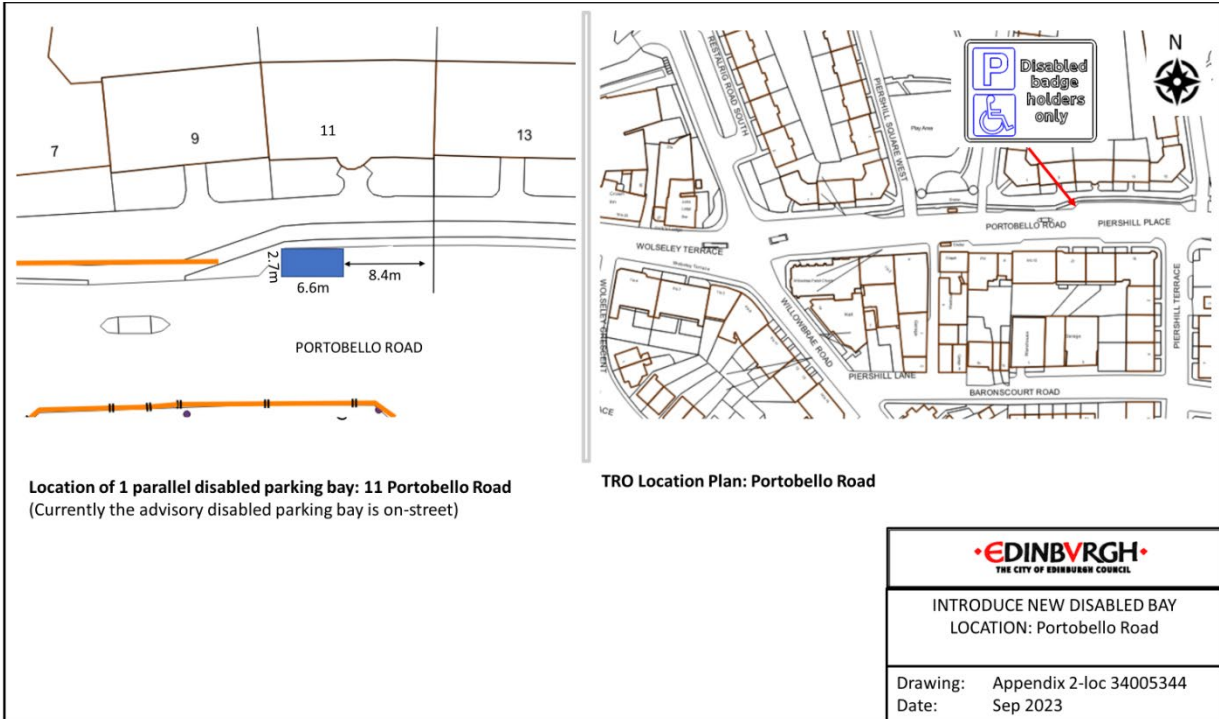 7
9
11
13
2.7m
6.6m
8.4m
PORTOBELLO ROAD
Location of 1 parallel disabled parking bay: 11 Portobello Road
(Currently the advisory disabled parking bay is on-street)
RESTALRIG ROAD SOUTH
PIERSHILL SQUARE WEST
Play Area
P
Disabled
badge
holders
only
N
PORTOBELLO ROAD
PIERSHILL PLACE
WOLSELEY TERRACE
WOLSELEY CRESCENT
WILLOWBRAE ROAD
Hall
Warehouse
Garage
PIERSHILL TERRACE
PIERSHILL LANE
BARONSCOURT ROAD
ACE
TRO Location Plan: Portobello Road
EDINBVRGH
THE CITY OF EDINBURGH COUNCIL
INTRODUCE NEW DISABLED BAY
LOCATION: Portobello Road
Drawing: Appendix 2-loc 34005344
Date: Sep 2023